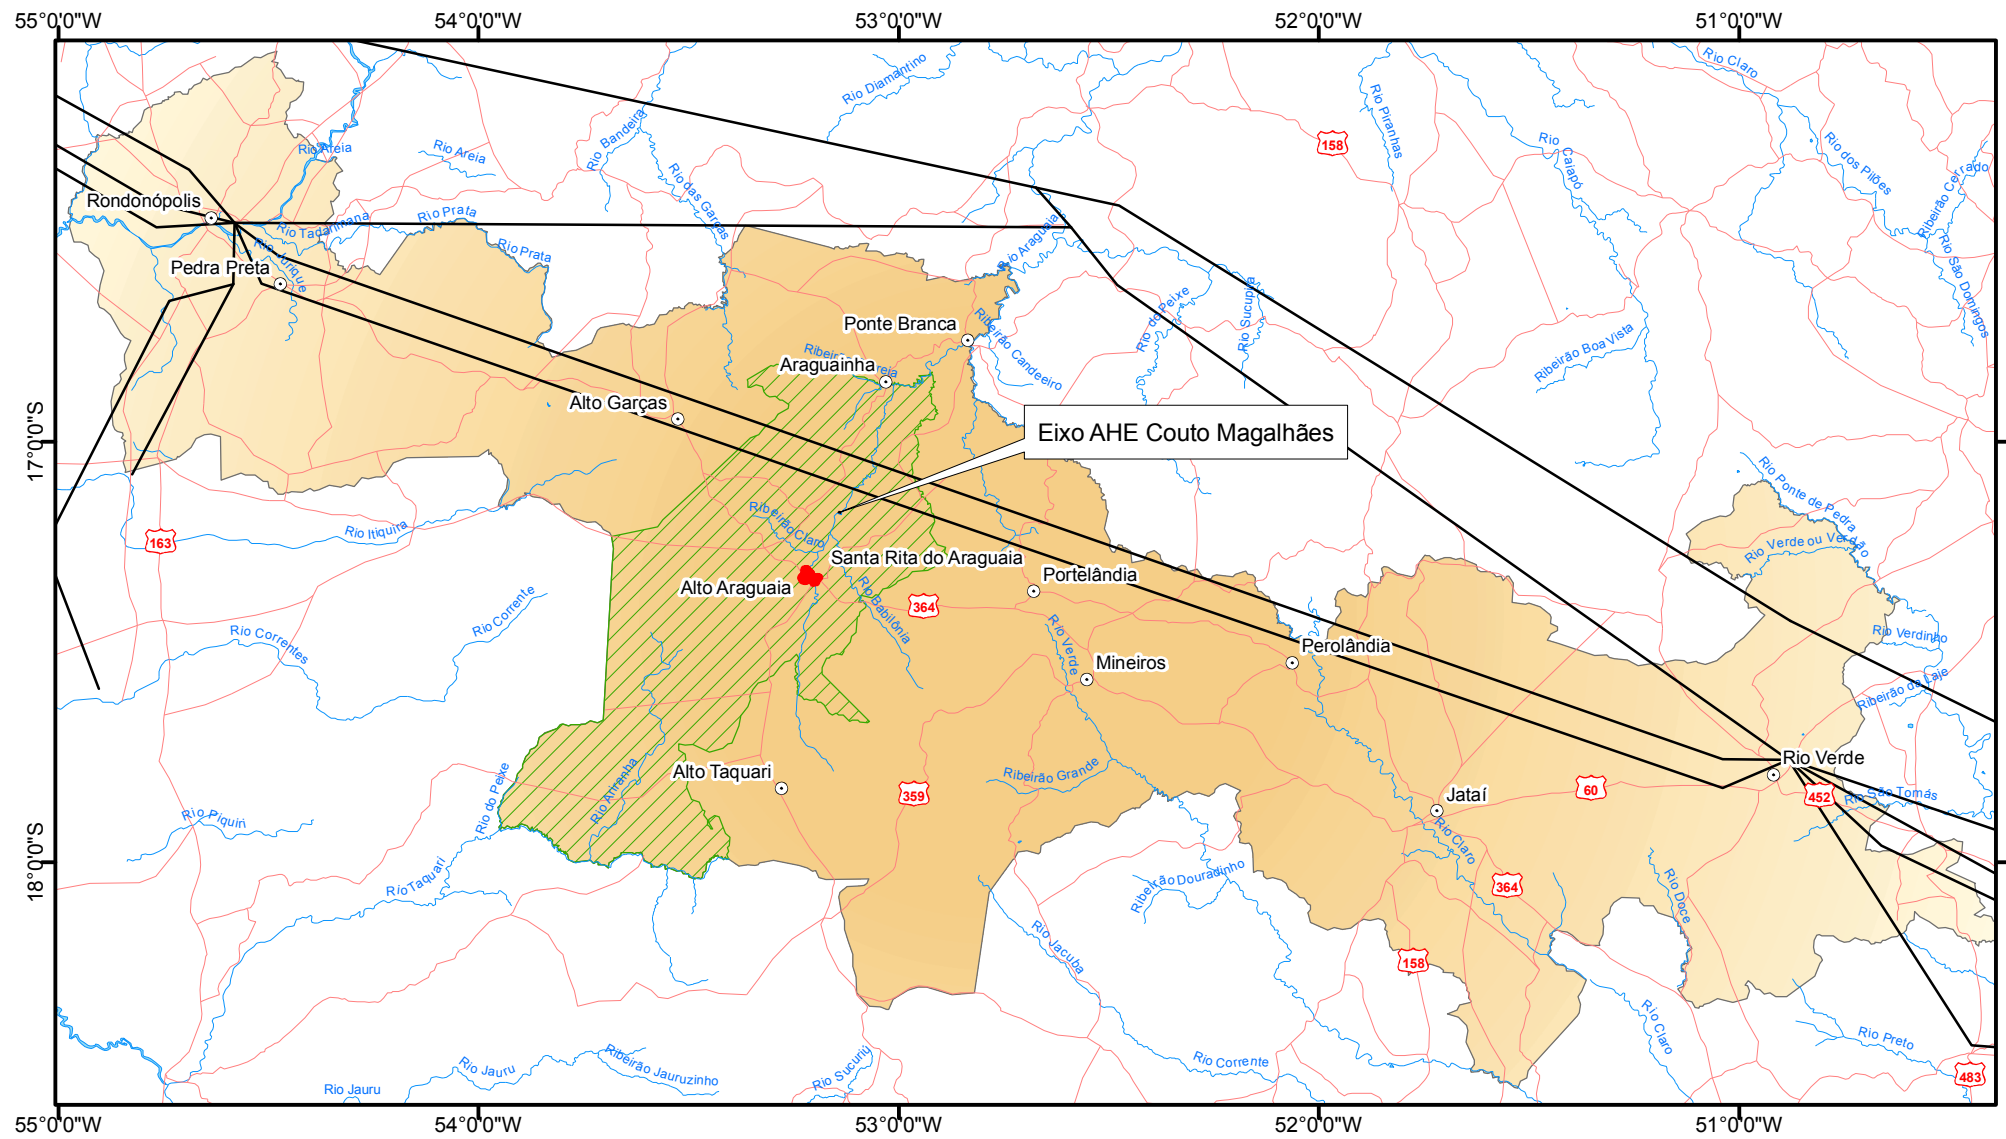 55°0'0"W
54°0'0"W
53°0'0"W
52°0'0"W
51°0'0"W
Rio Claro
Rio Diamantino
Rio Piranhas
Rio Bandeira
158
Rio Areia
Rio Areia
Rio Caiapó
Rio dos Pilões
Ribeirão Cerrado
Rio das Garças
Rondonópolis
Rio Prata
Rio Tadarimana
Rio Prata
Rio Araguaia
Rio São Domingos
Pedra Preta
Rio Jurique
Rio do Peixe
Rio Sucupira
Ponte Branca
Ribeirão Candeeiro
Ribeirão Boa Vista
Ribeirão Areia
Araguainha
Alto Garças
Eixo AHE Couto Magalhães
17°0'0"S
Rio Ponte de Pedra
Ribeirão Claro
Rio Itiquira
163
Rio Verde ou Verdão
Santa Rita do Araguaia
Portelândia
Alto Araguaia
364
Rio Babilônia
Rio Corrente
Rio Correntes
Rio Verde
Rio Verdinho
Perolândia
Mineiros
Ribeirão da Laje
Rio Verde
Alto Taquari
Ribeirão Grande
Rio Ariranha
Rio do Peixe
359
60
452
Rio São Tomás
Jataí
Rio Piquiri
Rio Claro
18°0'0"S
Rio Taquari
Ribeirão Douradinho
364
Rio Doce
Rio Jacuba
158
Rio Claro
Rio Preto
Ribeirão Jauruzinho
Rio Jauru
Rio Sucuriú
Rio Corrente
483
Rio Jauru
55°0'0"W
54°0'0"W
53°0'0"W
52°0'0"W
51°0'0"W